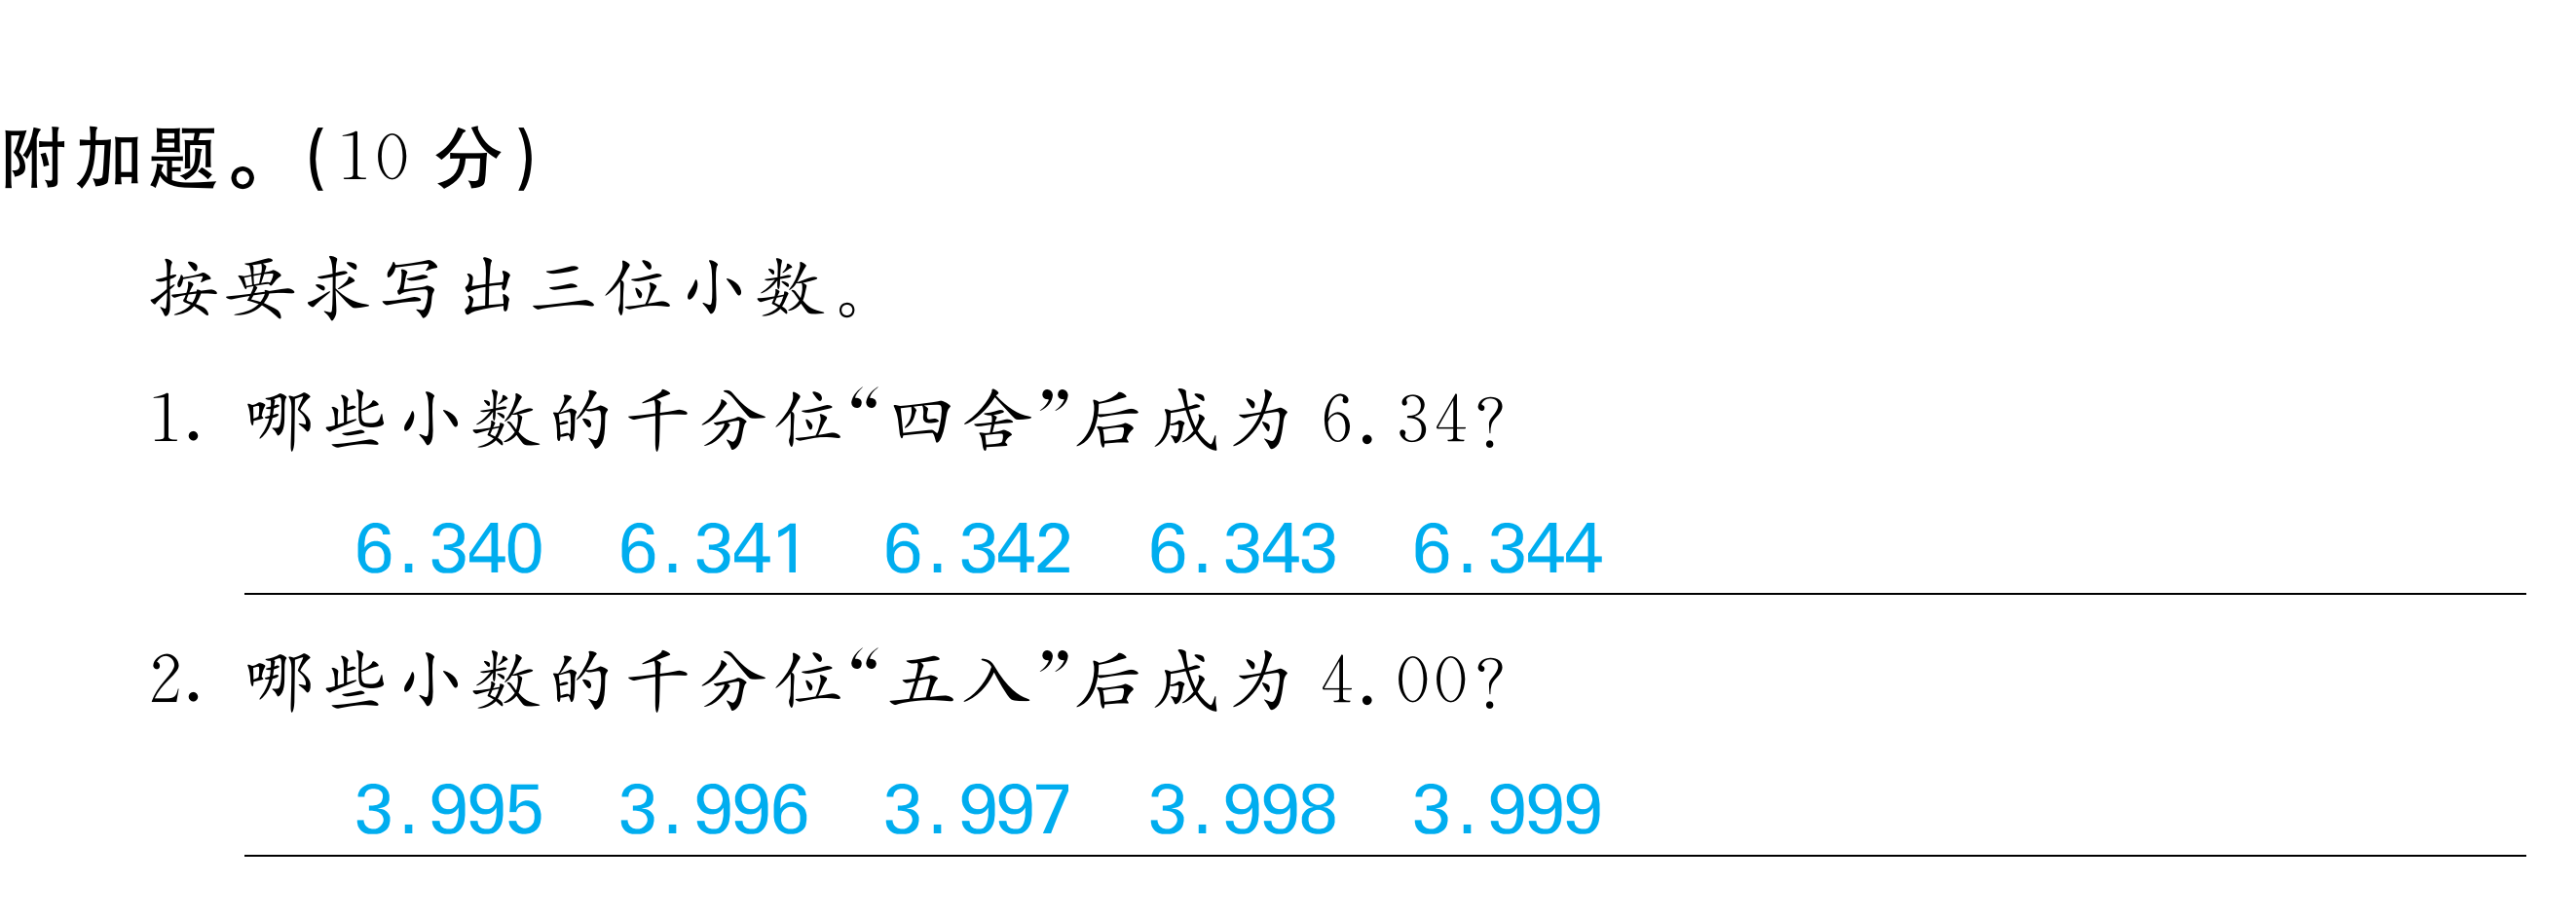 附加题。(10 分)
按要求写出三位小数。
1. 哪些小数的千分位“四舍”后成为 6.34?
6.340 6.341 6.342 6.343 6.344
2. 哪些小数的千分位“五入”后成为 4.00?
3.995 3.996 3.997 3.998 3.999